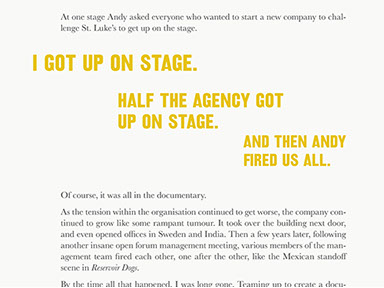 At one stage Andy asked everyone who wanted to start a new company to chal-
lenge St. Luke's to get up on the stage.
I GOT UP ON STAGE.
HALF THE AGENCY GOT
UP ON STAGE.
AND THEN ANDY
FIRED US ALL.
Of course, it was all in the documentary.
As the tension within the organisation continued to get worse, the company con-
tinued to grow like some rampant tumour. It took over the building next door,
and even opened offices in Sweden and India. Then a few years later, following
another insane open forum management meeting, various members of the man-
agement team fired each other, one after the other, like the Mexican standoff
scene in Reservoir Dogs.
By the time all that happened, I was long gone. Teaming up to create a docu-